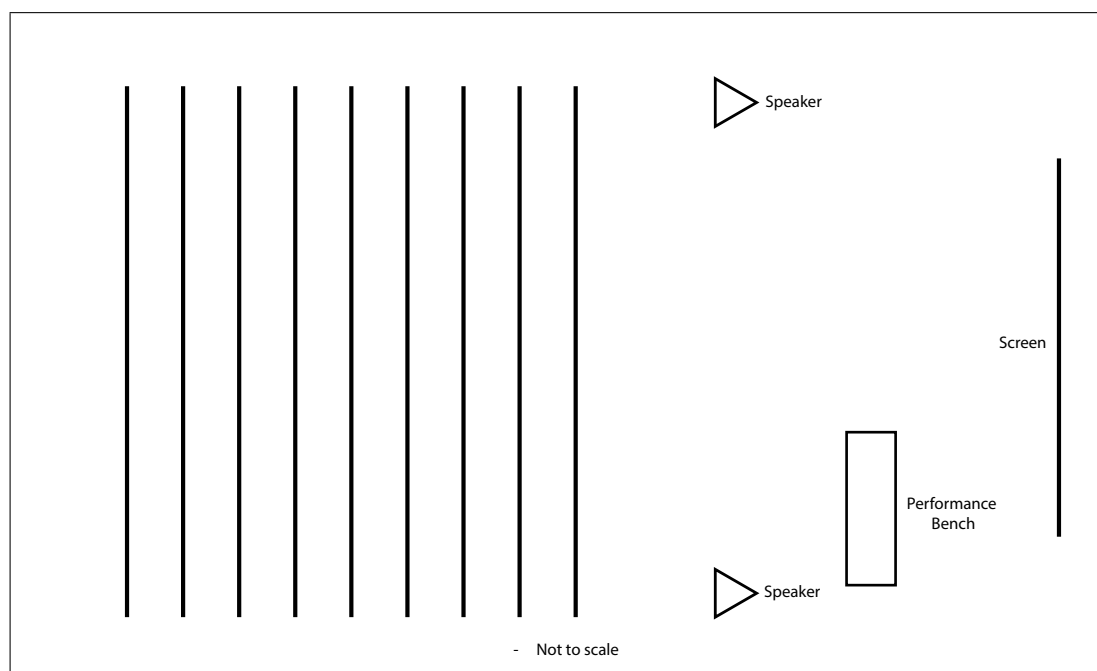 Speaker
Screen
Performance
Bench
Speaker
- Not to scale